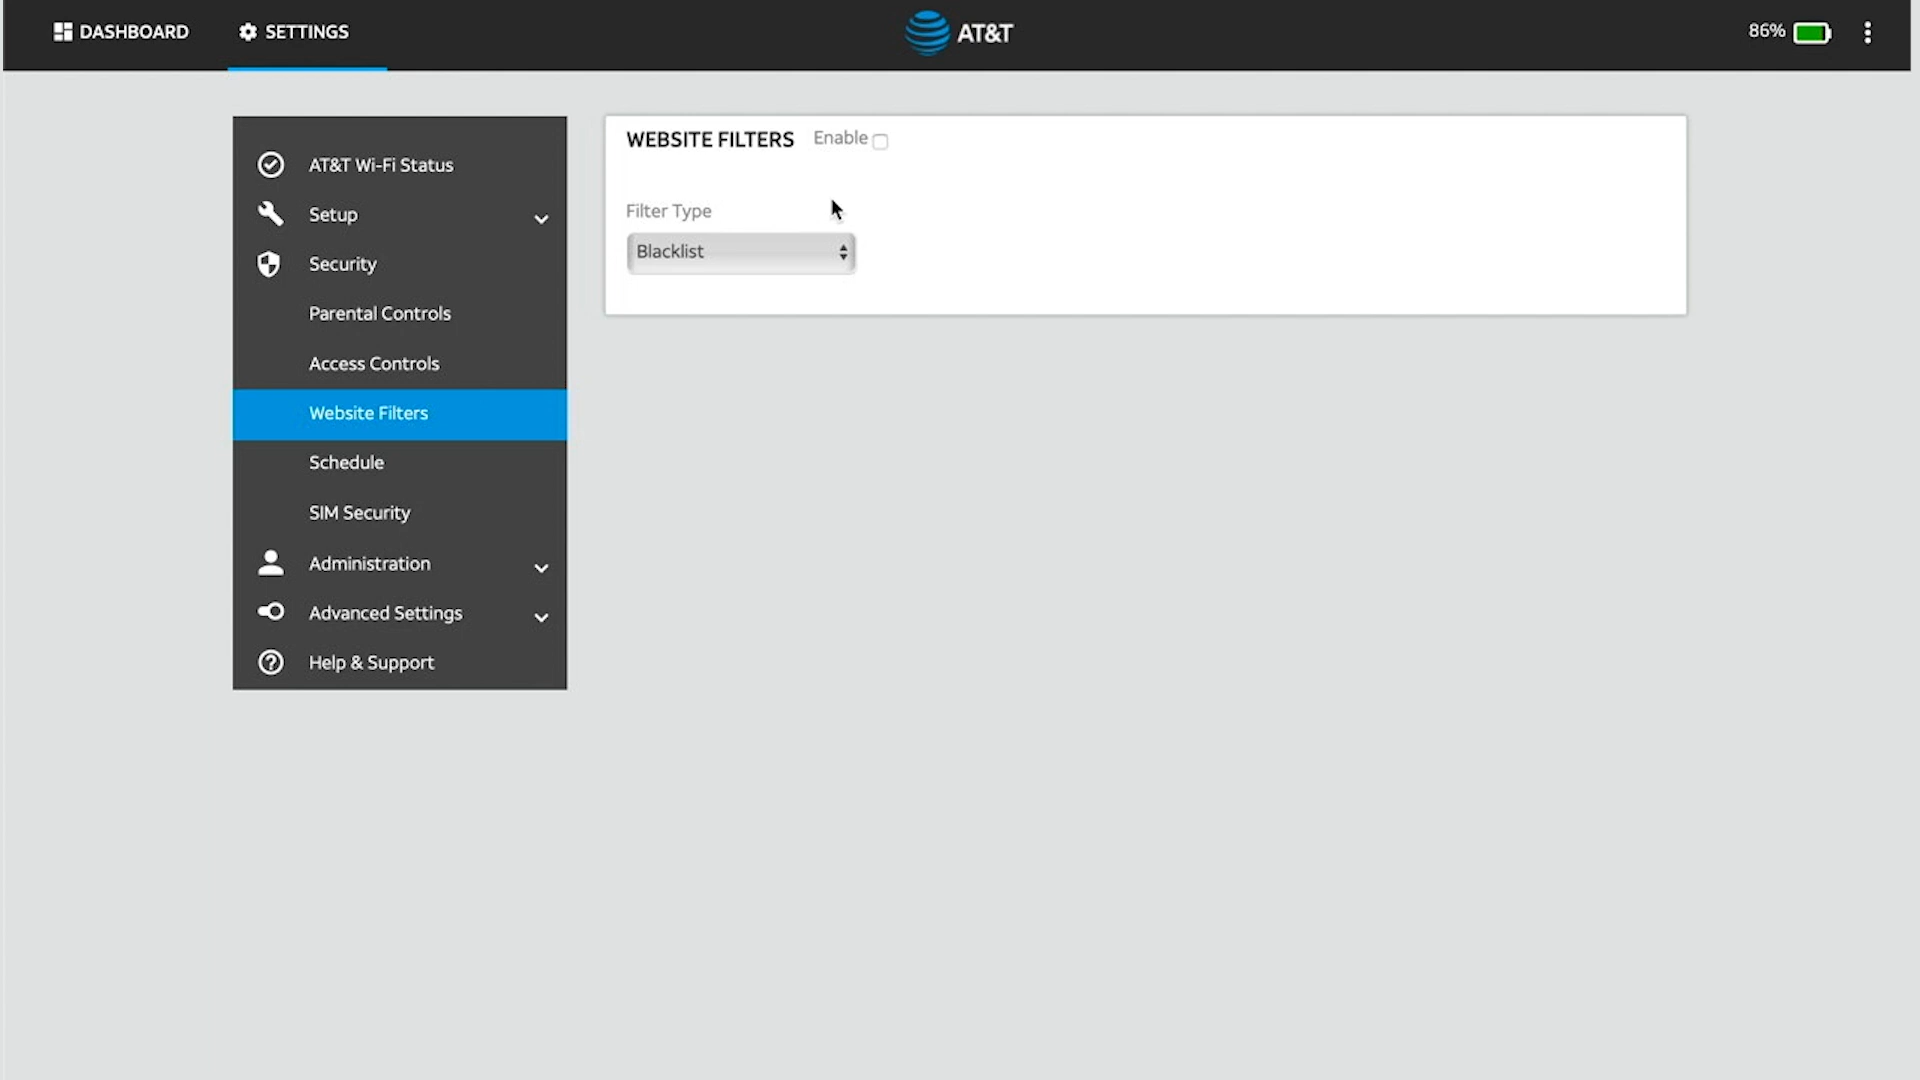 DASHBOARD
SETTINGS
AT&T
86%
AT&T Wi-Fi Status
Setup
Security
Parental Controls
Access Controls
Website Filters
Schedule
SIM Security
Administration
Advanced Settings
Help & Support
WEBSITE FILTERS Enable
Filter Type
Blacklist